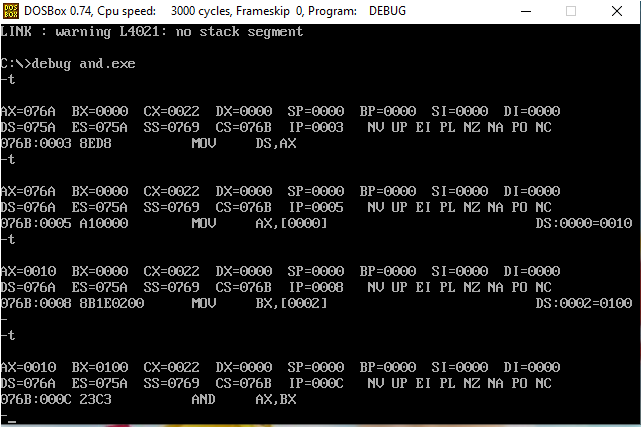 DOSBox 0.74, Cpu speed: 3000 cycles, Frameskip 0, Program: DEBUG
LINK : warning L4021: no stack segment
C:\>debug and.exe
-t
AX=076A BX=0000 CX=0022 DX=0000 SP=0000 BP=0000 SI=0000 DI=0000
DS=075A ES=075A SS=0769 CS=076B IP=0003 NV UP EI PL NZ NA PO NC
076B:0003 8ED8 MOV DS,AX
-t
AX=076A BX=0000 CX=0022 DX=0000 SP=0000 BP=0000 SI=0000 DI=0000
DS=076A ES=075A SS=0769 CS=076B IP=0005 NV UP EI PL NZ NA PO NC
076B:0005 A10000 MOV AX,[0000] DS:0000=0010
-t
AX=0010 BX=0000 CX=0022 DX=0000 SP=0000 BP=0000 SI=0000 DI=0000
DS=076A ES=075A SS=0769 CS=076B IP=0008 NV UP EI PL NZ NA PO NC
076B:0008 8B1E0200 MOV BX,[0002] DS:0002=0100
-
-t
AX=0010 BX=0100 CX=0022 DX=0000 SP=0000 BP=0000 SI=0000 DI=0000
DS=076A ES=075A SS=0769 CS=076B IP=000C NV UP EI PL NZ NA PO NC
076B:000C 23C3 AND AX,BX
-_